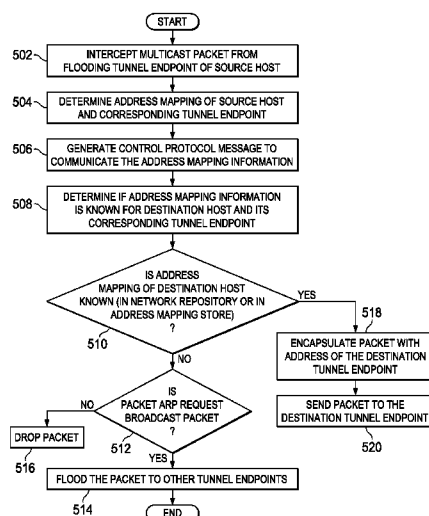 START
502
INTERCEPT MULTICAST PACKET FROM
FLOODING TUNNEL ENDPOINT OF SOURCE HOST
504
DETERMINE ADDRESS MAPPING OF SOURCE HOST
AND CORRESPONDING TUNNEL ENDPOINT
506
GENERATE CONTROL PROTOCOL MESSAGE TO
COMMUNICATE THE ADDRESS MAPPING INFORMATION
508
DETERMINE IF ADDRESS MAPPING INFORMATION
IS KNOWN FOR DESTINATION HOST AND ITS
CORRESPONDING TUNNEL ENDPOINT
IS ADDRESS
MAPPING OF DESTINATION HOST
KNOWN (IN NETWORK REPOSITORY OR IN
ADDRESS MAPPING STORE)
?
510
YES
518
ENCAPSULATE PACKET WITH
ADDRESS OF THE DESTINATION
TUNNEL ENDPOINT
SEND PACKET TO THE
DESTINATION TUNNEL ENDPOINT
520
NO
IS
PACKET ARP REQUEST
BROADCAST PACKET
?
512
NO
DROP PACKET
516
YES
FLOOD THE PACKET TO OTHER TUNNEL ENDPOINTS
514
END